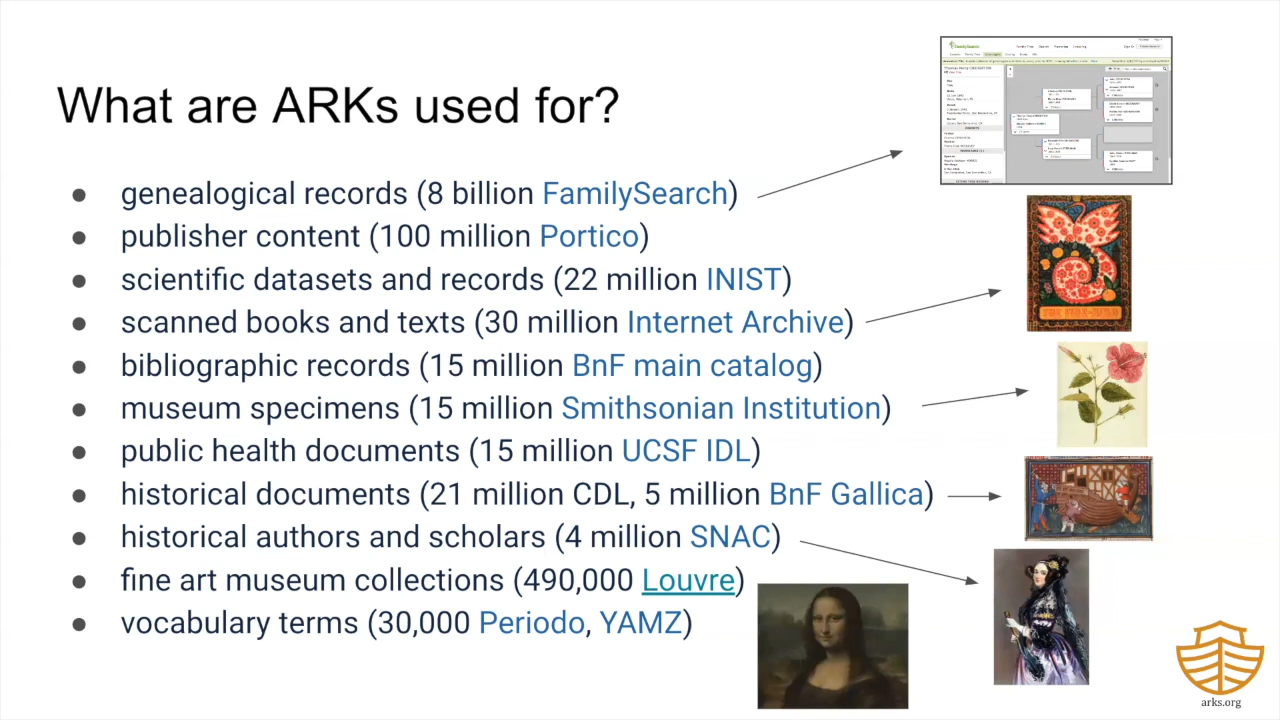 What are ARKs used for?
● genealogical records (8 billion FamilySearch)
● publisher content (100 million Portico)
● scientific datasets and records (22 million INIST)
● scanned books and texts (30 million Internet Archive)
● bibliographic records (15 million BnF main catalog)
● museum specimens (15 million Smithsonian Institution)
● public health documents (15 million UCSF IDL)
● historical documents (21 million CDL, 5 million BnF Gallica)
● historical authors and scholars (4 million SNAC)
● fine art museum collections (490,000 Louvre)
● vocabulary terms (30,000 Periodo, YAMZ)
FamilySearch
THE FIRE-BIRD
arks.org